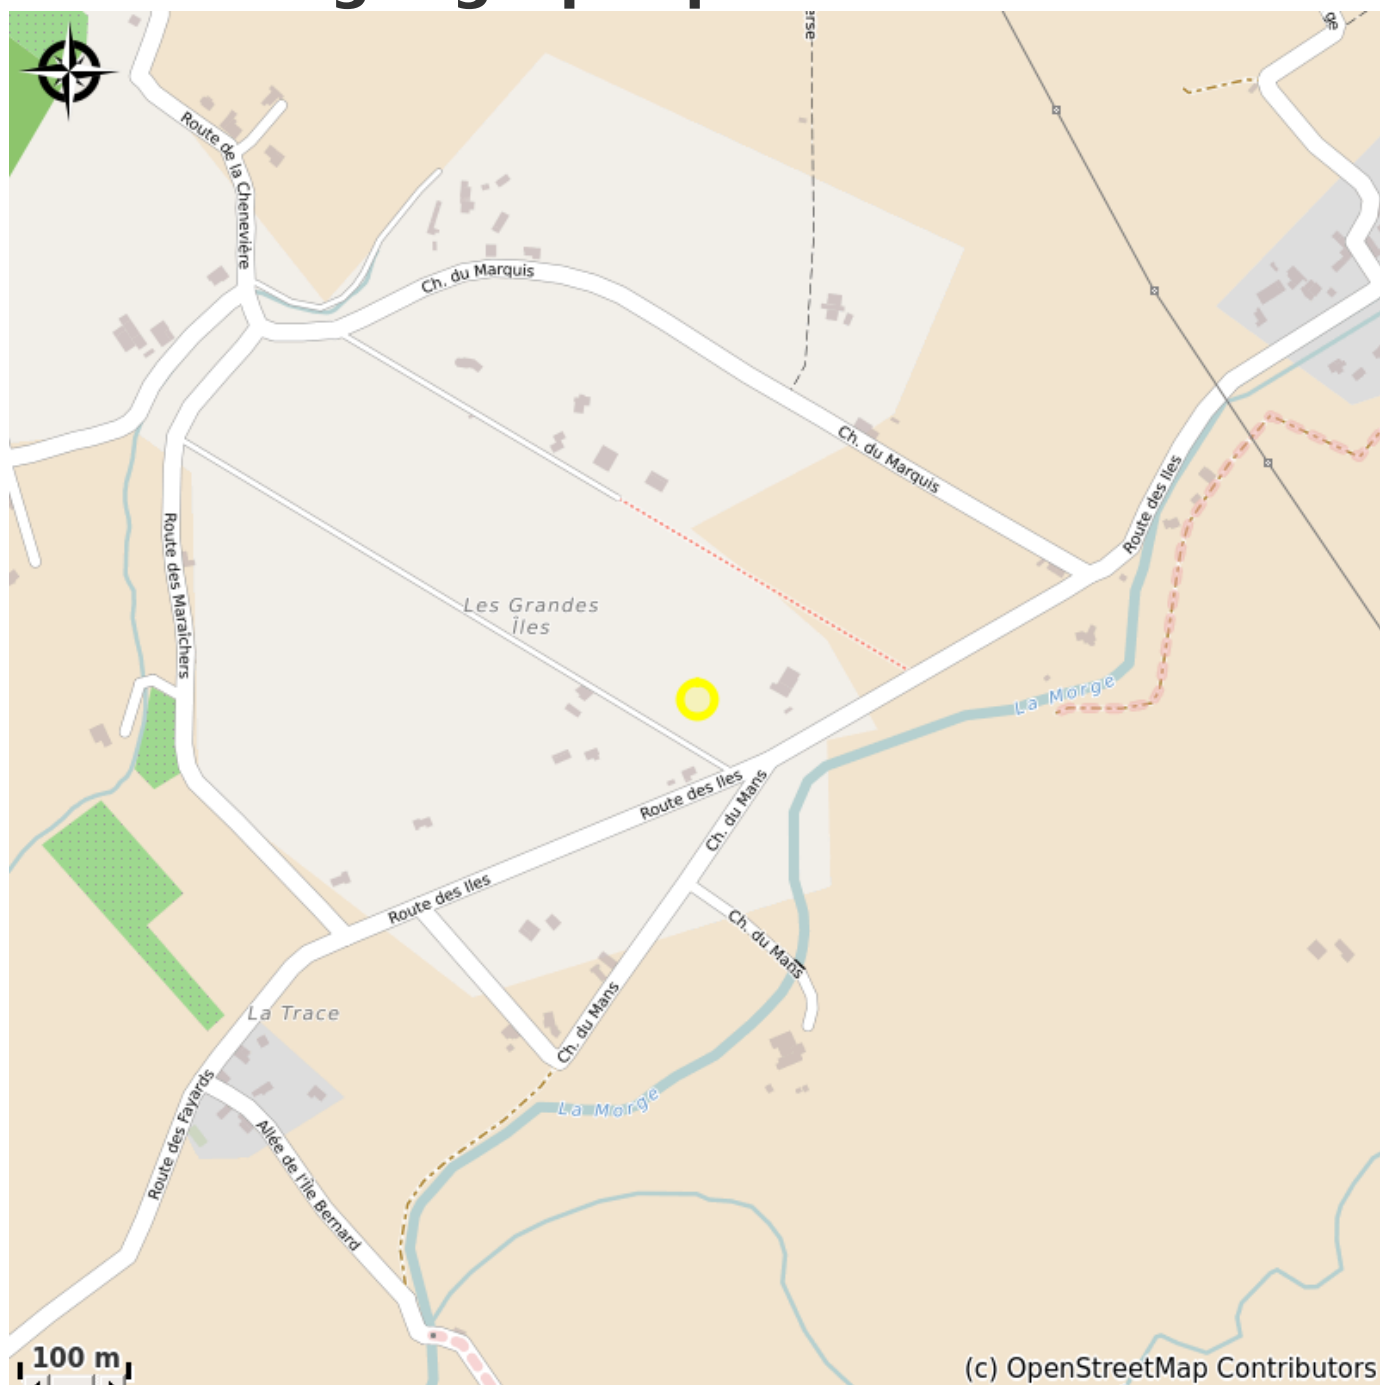 Route de la Chenevière
Ch. du Marquis
Ch. du Marquis
Route des Iles
Route des Maraîchers
Les Grandes
Îles
La Morge
Route des Iles
Ch. du Mans
Route des Iles
Ch. du Mans
La Trace
Ch. du Mans
Route des Fayards
La Morge
Allée de l'Île Bernard
100 m
(c) OpenStreetMap Contributors